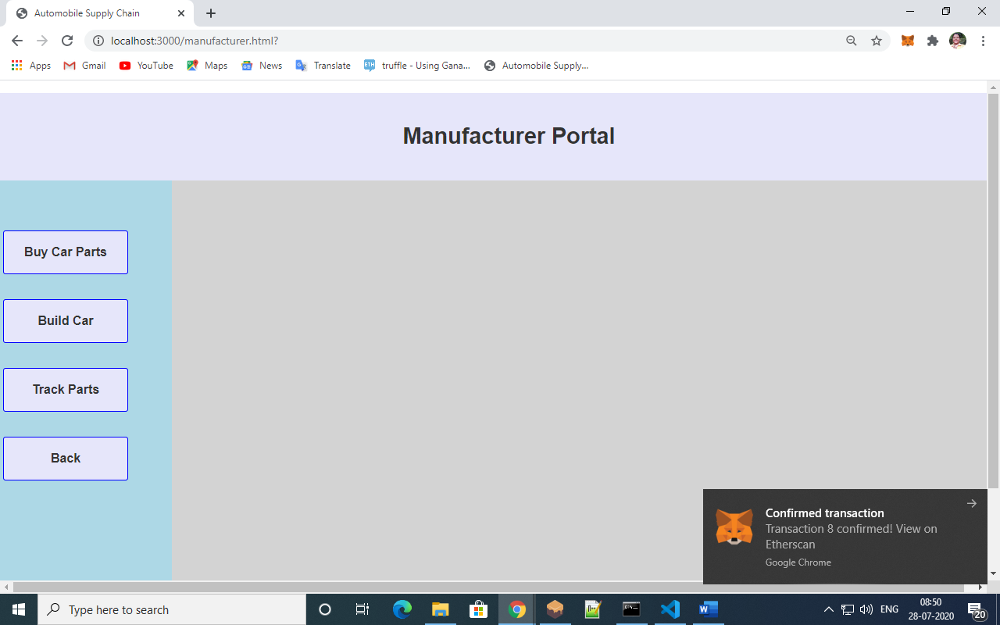 Automobile Supply Chain
localhost:3000/manufacturer.html?
Apps Gmail YouTube Maps News Translate ETH truffle - Using Gana... Automobile Supply...
Manufacturer Portal
Buy Car Parts
Build Car
Track Parts
Back
Confirmed transaction
Transaction 8 confirmed! View on
Etherscan
Google Chrome
Type here to search
ENG
08:50
28-07-2020
20